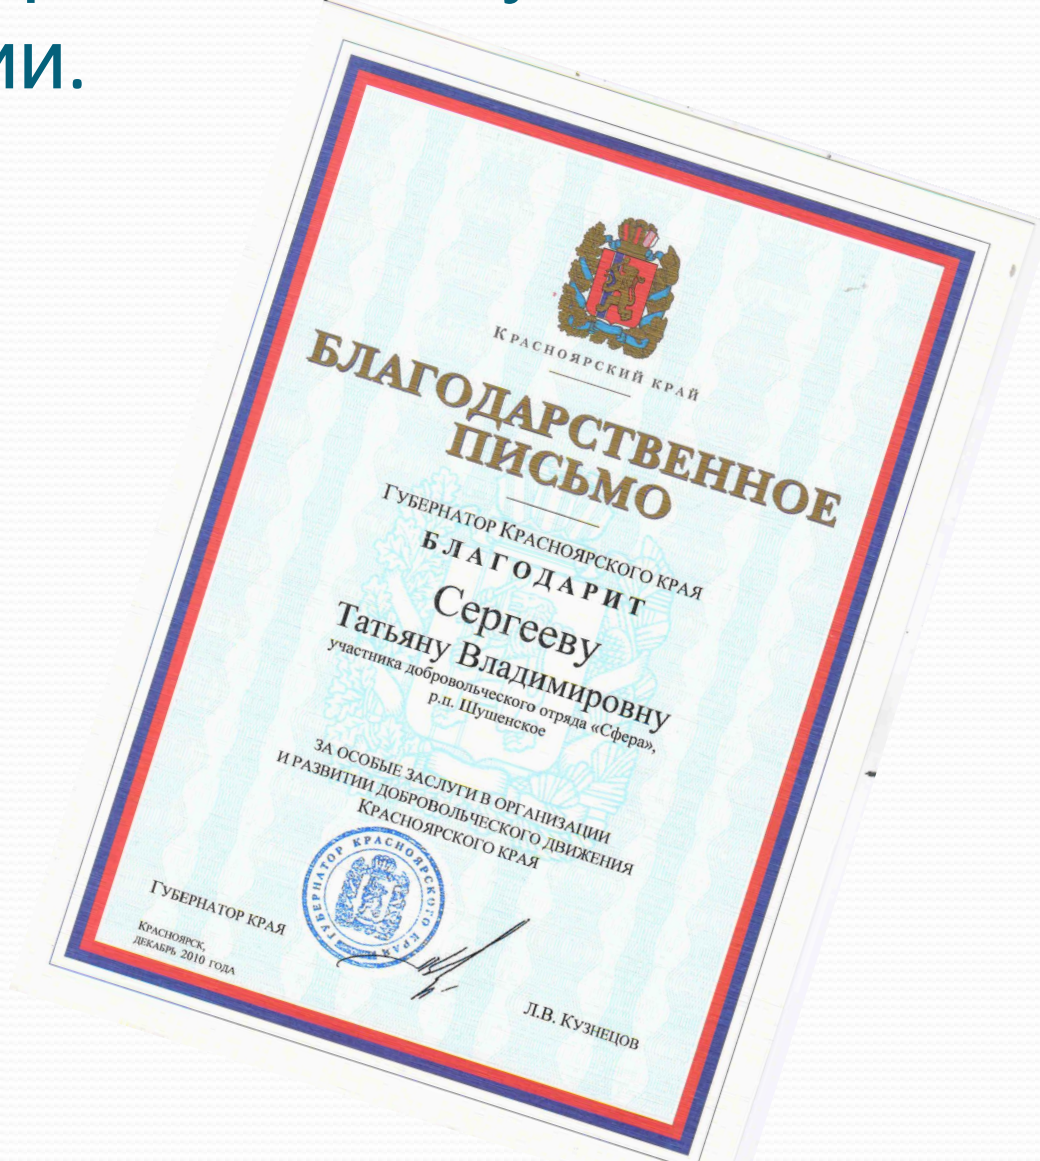 ии.
Красноярский край
БЛАГОДАРСТВЕННОЕ
ПИСЬМО
Губернатор Красноярского края
БЛАГОДАРИТ
Сергееву
Татьяну Владимировну
участника добровольческого отряда «Сфера»,
р.п. Шушенское
ЗА ОСОБЫЕ ЗАСЛУГИ В ОРГАНИЗАЦИИ
И РАЗВИТИИ ДОБРОВОЛЬЧЕСКОГО ДВИЖЕНИЯ
КРАСНОЯРСКОГО КРАЯ
ГУБЕРНАТОР КРАСНОЯРСКОГО КРАЯ
Губернатор края
Красноярск,
декабрь 2010 года
Л.В. Кузнецов